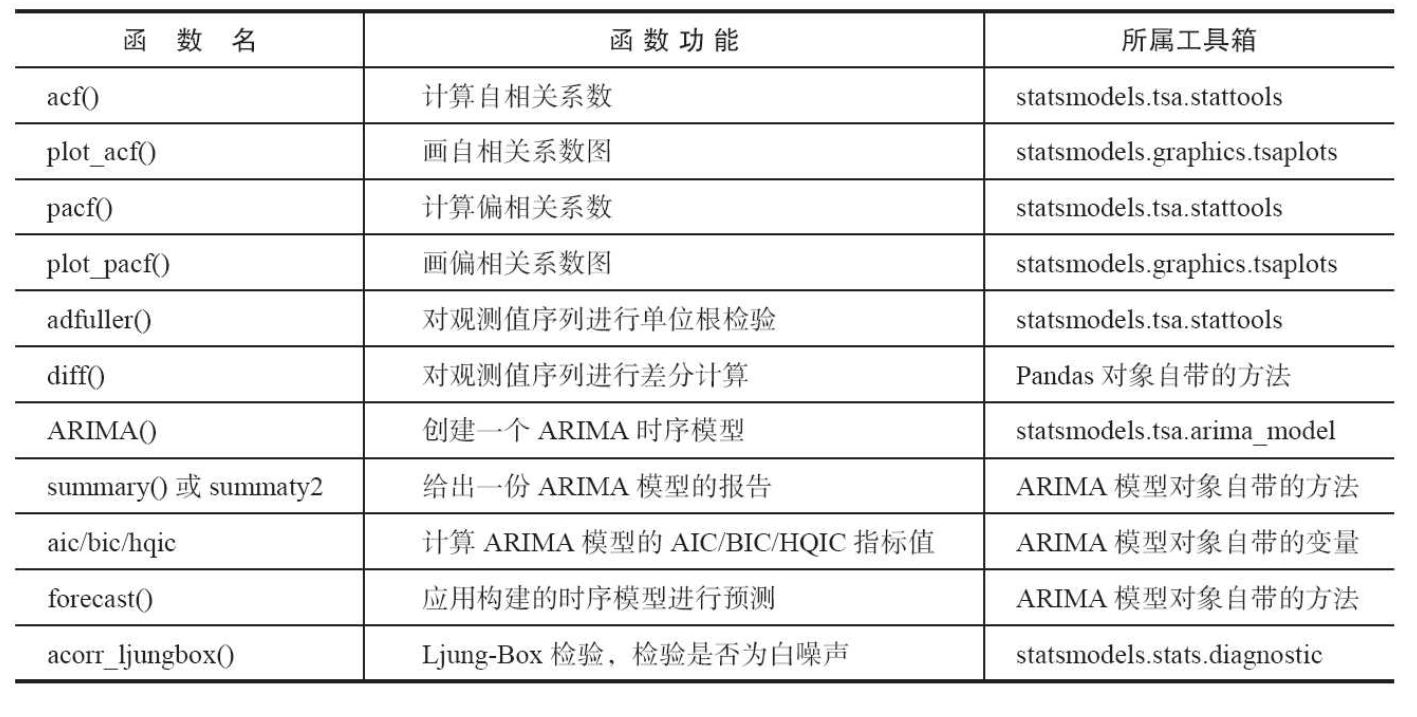 函 数 名 函 数 功 能 所属工具箱
acf() 计算自相关系数 statsmodels.tsa.stattools
plot_acf() 画自相关系数图 statsmodels.graphics.tsaplots
pacf() 计算偏相关系数 statsmodels.tsa.stattools
plot_pacf() 画偏相关系数图 statsmodels.graphics.tsaplots
adfuller() 对观测值序列进行单位根检验 statsmodels.tsa.stattools
diff() 对观测值序列进行差分计算 Pandas 对象自带的方法
ARIMA() 创建一个 ARIMA 时序模型 statsmodels.tsa.arima_model
summary() 或 summaty2 给出一份 ARIMA 模型的报告 ARIMA 模型对象自带的方法
aic/bic/hqic 计算 ARIMA 模型的 AIC/BIC/HQIC 指标值 ARIMA 模型对象自带的变量
forecast() 应用构建的时序模型进行预测 ARIMA 模型对象自带的方法
acorr_ljungbox() Ljung-Box 检验，检验是否为白噪声 statsmodels.stats.diagnostic